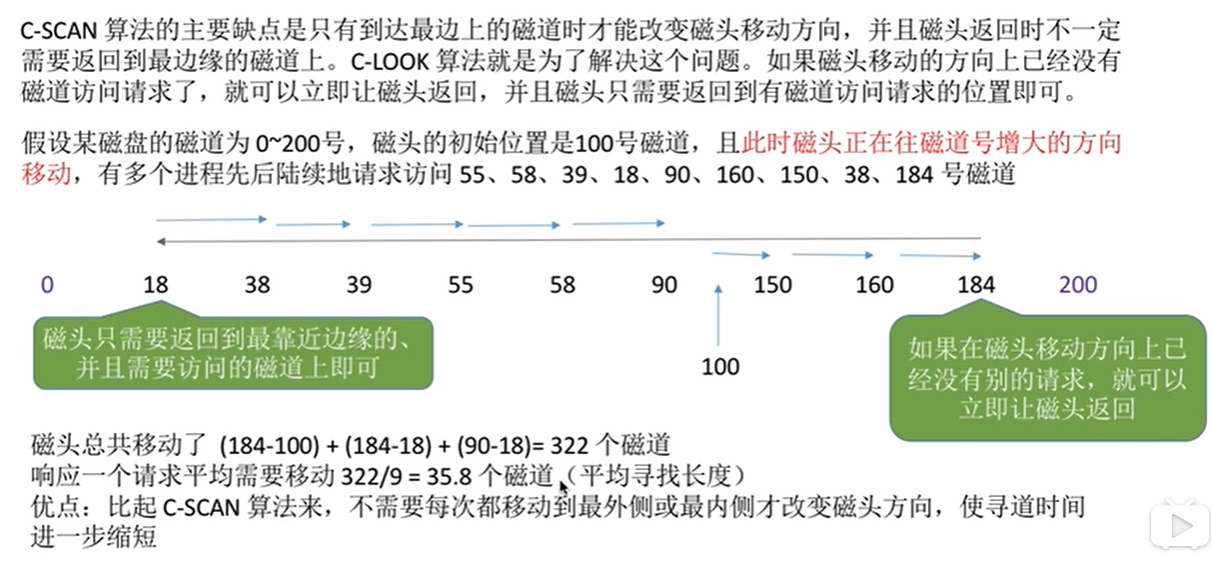 C-SCAN 算法的主要缺点是只有到达最边上的磁道时才能改变磁头移动方向，并且磁头返回时不一定
需要返回到最边缘的磁道上。C-LOOK 算法就是为了解决这个问题。如果磁头移动的方向上已经没有
磁道访问请求了，就可以立即让磁头返回，并且磁头只需要返回到有磁道访问请求的位置即可。
假设某磁盘的磁道为 0~200号，磁头的初始位置是100号磁道，且此时磁头正在往磁道号增大的方向
移动，有多个进程先后陆续地请求访问 55、58、39、18、90、160、150、38、184 号磁道
0 18 38 39 55 58 90 150 160 184 200
磁头只需要返回到最靠近边缘的、
并且需要访问的磁道上即可
100
如果在磁头移动方向上已
经没有别的请求，就可以
立即让磁头返回
磁头总共移动了 (184-100) + (184-18) + (90-18)= 322 个磁道
响应一个请求平均需要移动 322/9 = 35.8 个磁道（平均寻找长度）
优点：比起 C-SCAN 算法来，不需要每次都移动到最外侧或最内侧才改变磁头方向，使寻道时间
进一步缩短